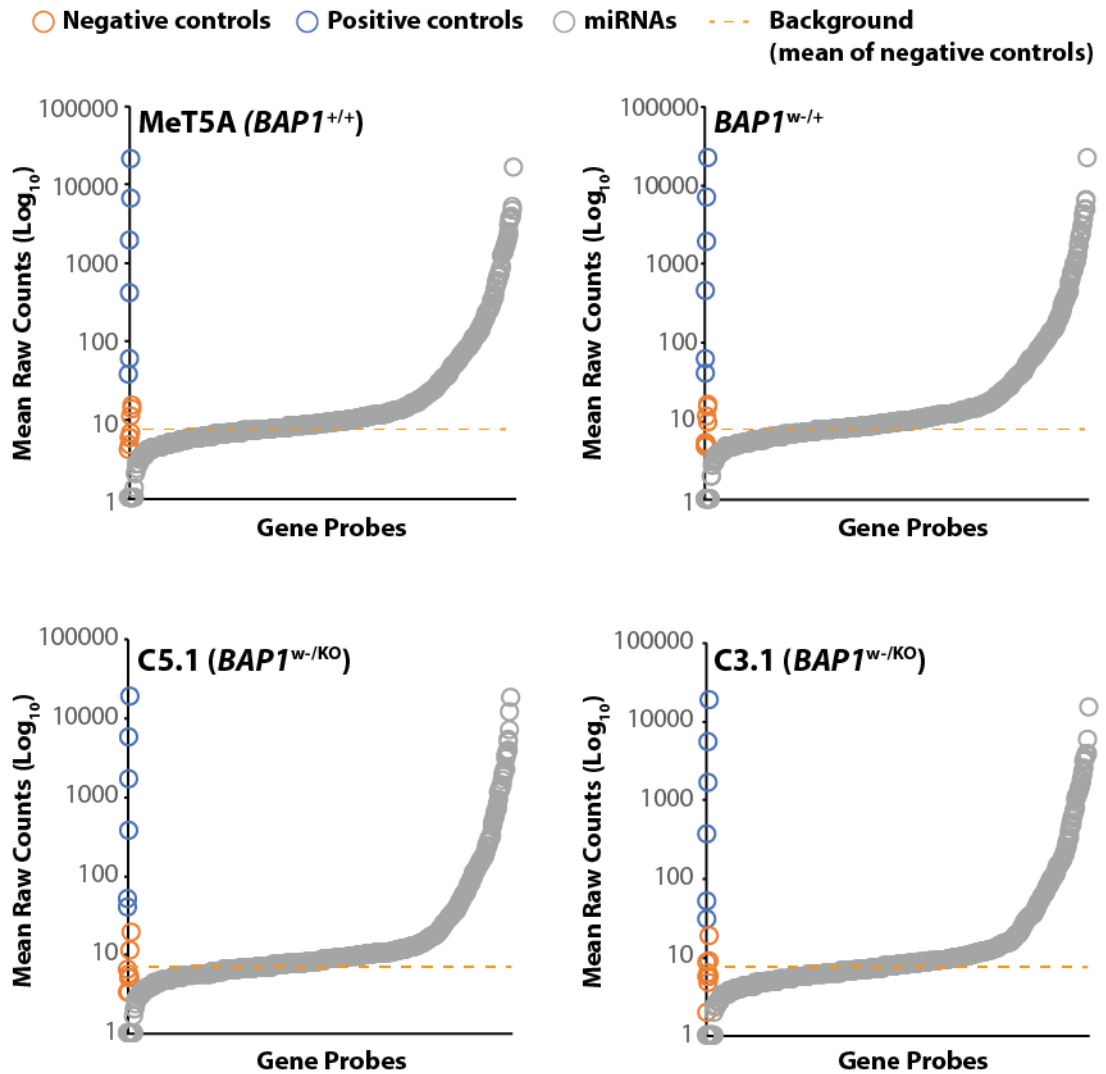 Negative controls Positive controls miRNAs Background
(mean of negative controls)
MeT5A (BAP1+/+)
Mean Raw Counts (Log10)
100000
10000
1000
100
10
1
Gene Probes
BAP1w-/+
Mean Raw Counts (Log10)
100000
10000
1000
100
10
1
Gene Probes
C5.1 (BAP1w-/KO)
Mean Raw Counts (Log10)
100000
10000
1000
100
10
1
Gene Probes
C3.1 (BAP1w-/KO)
Mean Raw Counts (Log10)
100000
10000
1000
100
10
1
Gene Probes